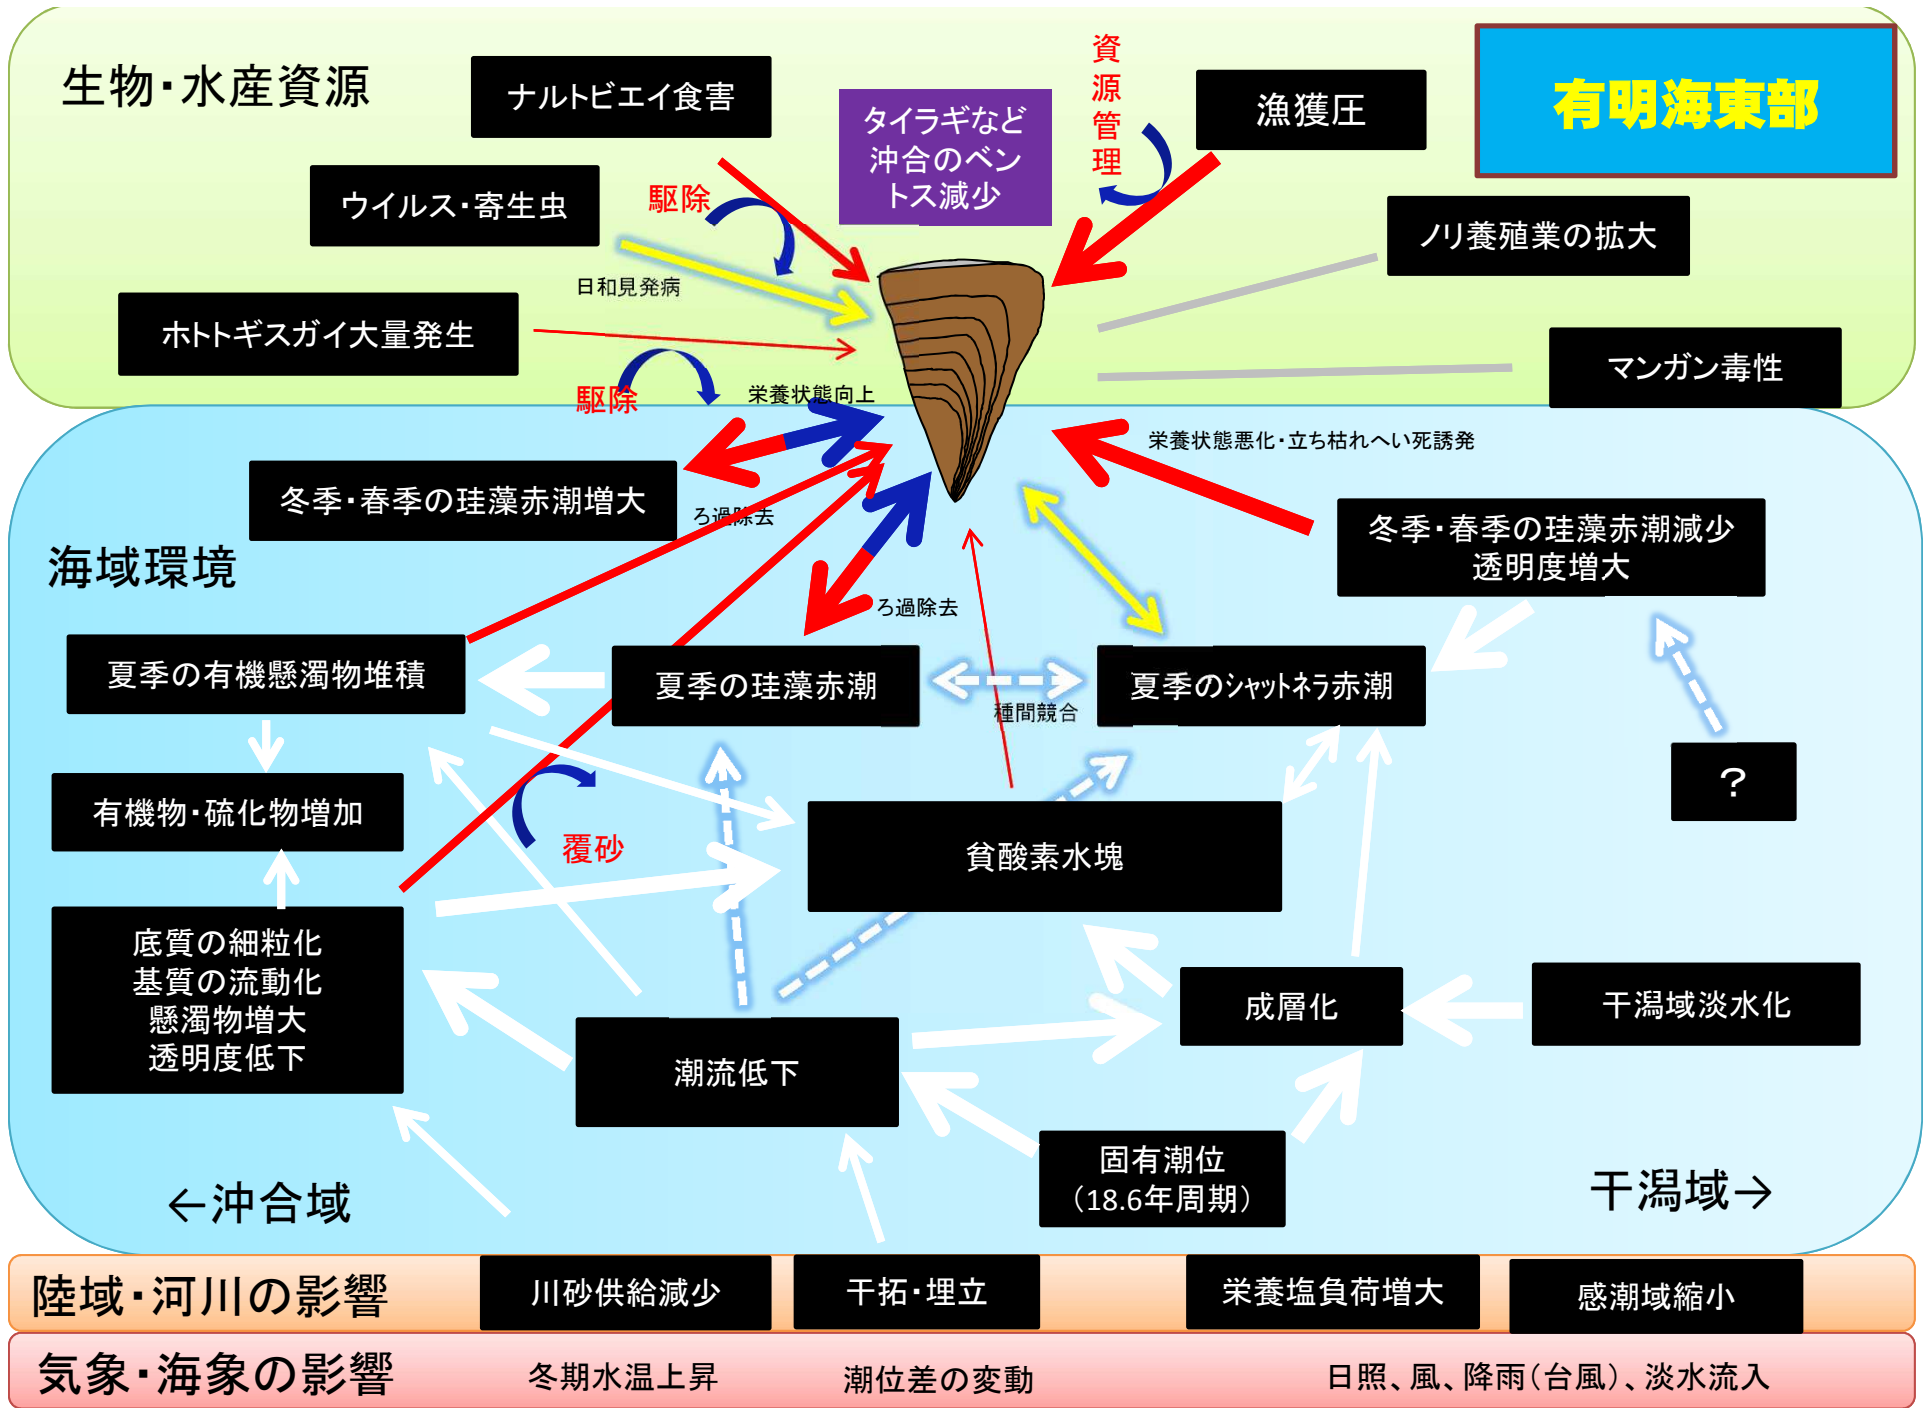 生物・水産資源
ナルトビエイ食害
タイラギなど
沖合のベン
トス減少
資源管理
漁獲圧
有明海東部
ウイルス・寄生虫
駆除
ノリ養殖業の拡大
日和見発病
ホトトギスガイ大量発生
マンガン毒性
駆除
栄養状態向上
栄養状態悪化・立ち枯れへい死誘発
冬季・春季の珪藻赤潮増大
ろ過除去
冬季・春季の珪藻赤潮減少
透明度増大
海域環境
ろ過除去
夏季の有機懸濁物堆積
夏季の珪藻赤潮
種間競合
夏季のシャットネラ赤潮
?
有機物・硫化物増加
覆砂
貧酸素水塊
底質の細粒化
基質の流動化
懸濁物増大
透明度低下
潮流低下
成層化
干潟域淡水化
固有潮位
(18.6年周期)
←沖合域
干潟域→
陸域・河川の影響
川砂供給減少
干拓・埋立
栄養塩負荷増大
感潮域縮小
気象・海象の影響
冬期水温上昇
潮位差の変動
日照、風、降雨(台風)、淡水流入